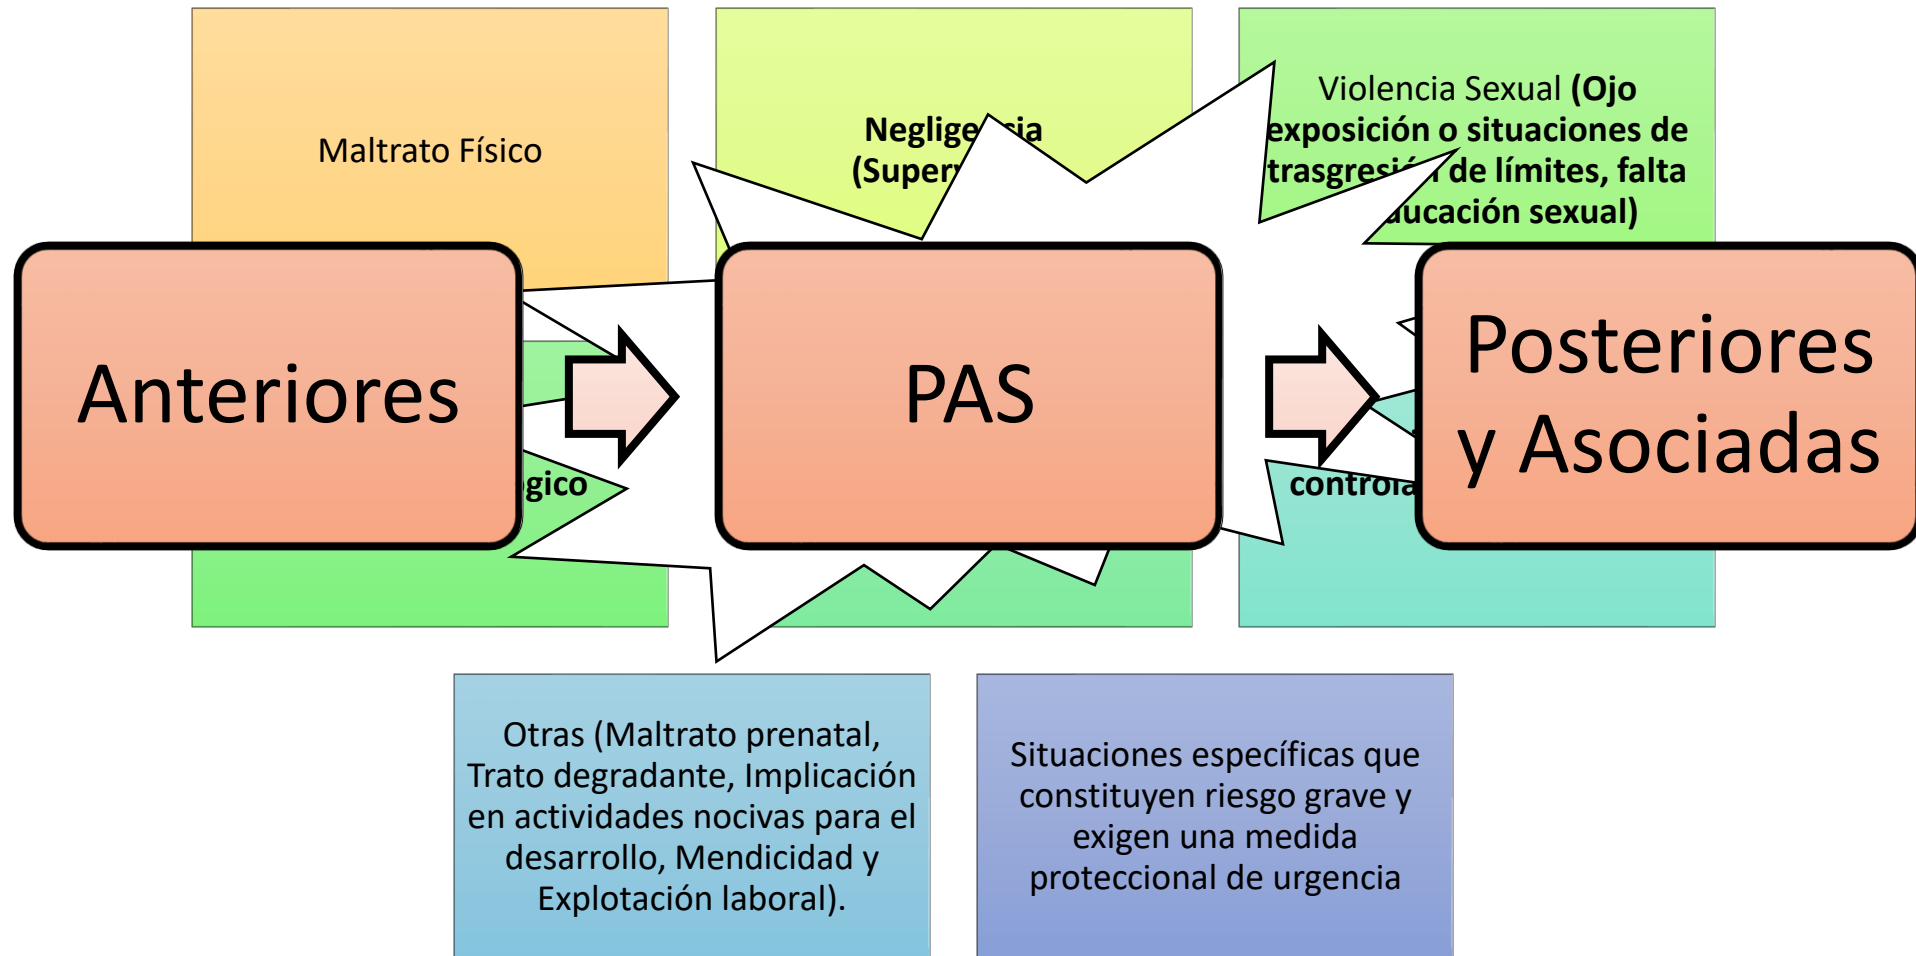 Maltrato Físico
Violencia Sexual (Ojo
exposición o situaciones de
de límites, falta
sexual)
Anteriores
PAS
Posteriores
y Asociadas
Otras (Maltrato prenatal,
Trato degradante, Implicación
en actividades nocivas para el
desarrollo, Mendicidad y
Explotación laboral).
Situaciones específicas que
constituyen riesgo grave y
exigen una medida
proteccional de urgencia